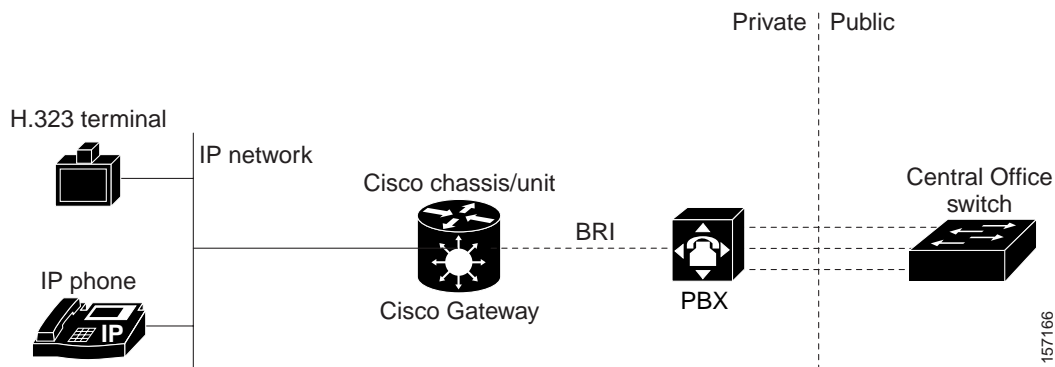 Private
Public
H.323 terminal
IP network
Cisco chassis/unit
Central Office
switch
BRI
IP phone
IP
Cisco Gateway
PBX
157166